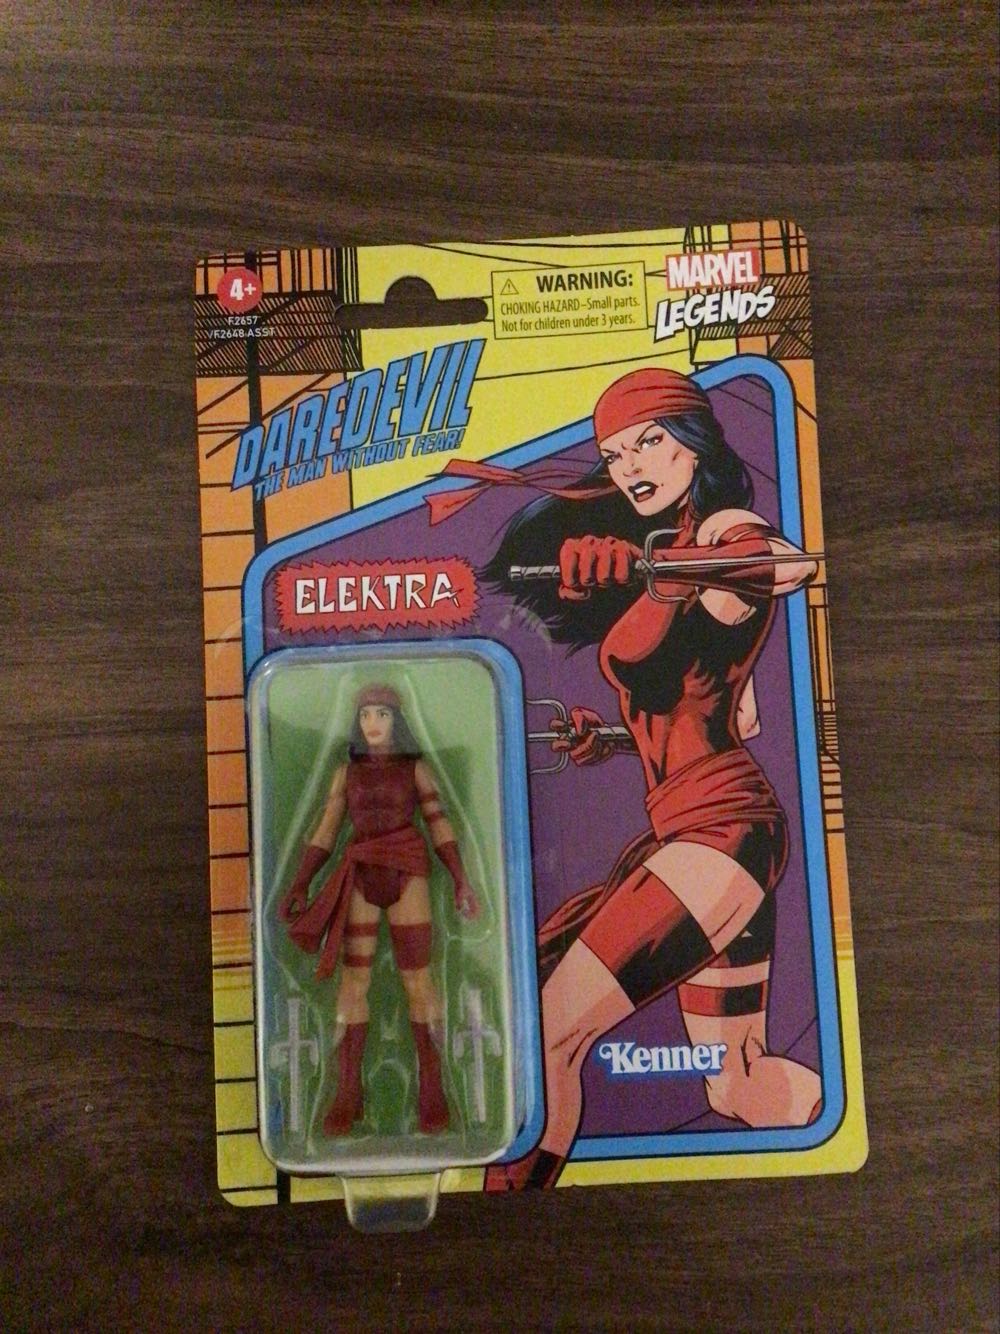 4+
F2657
/F2648 ASST
WARNING:
CHOKING HAZARD–Small parts.
Not for children under 3 years.
MARVEL
LEGENDS
DAREDEVIL
THE MAN WITHOUT FEAR!
ELEKTRA
Kenner